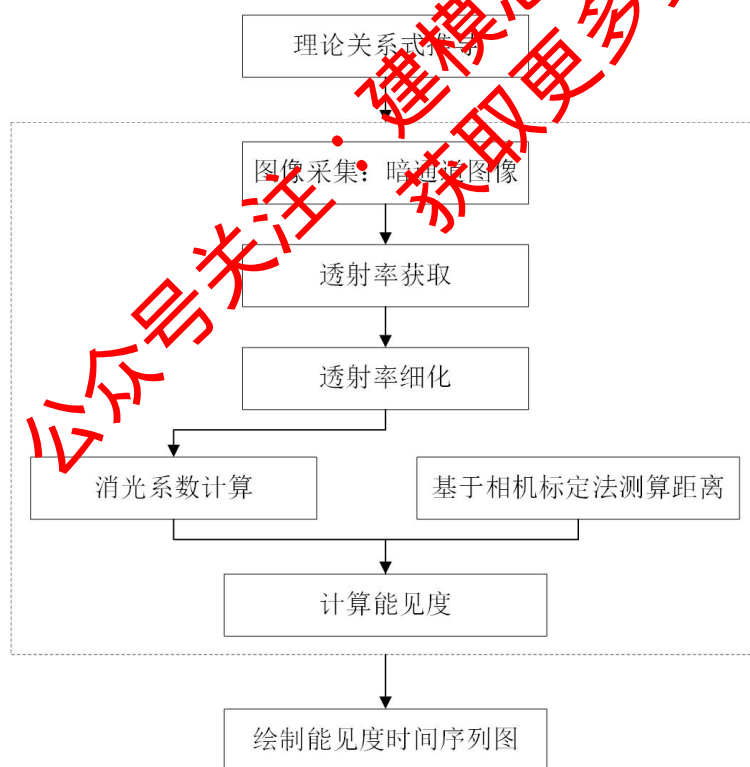 理论关系式推导
图像采集：暗通道图像
透射率获取
透射率细化
消光系数计算
基于相机标定法测算距离
计算能见度
绘制能见度时间序列图
公众号关注：建模
获取更多